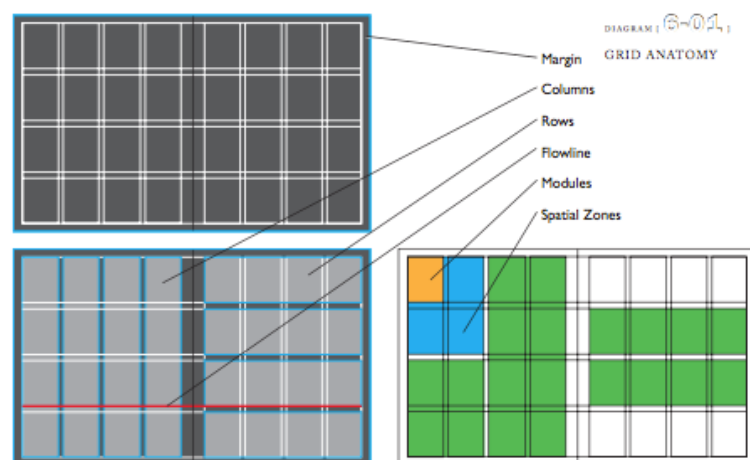 DIAGRAM [ 6-01 ]
GRID ANATOMY
Margin
Columns
Rows
Flowline
Modules
Spatial Zones